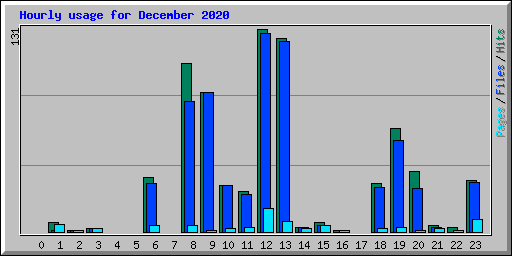 Hourly usage for December 2020
131
Pages / Files / Hits
0 1 2 3 4 5 6 7 8 9 10 11 12 13 14 15 16 17 18 19 20 21 22 23